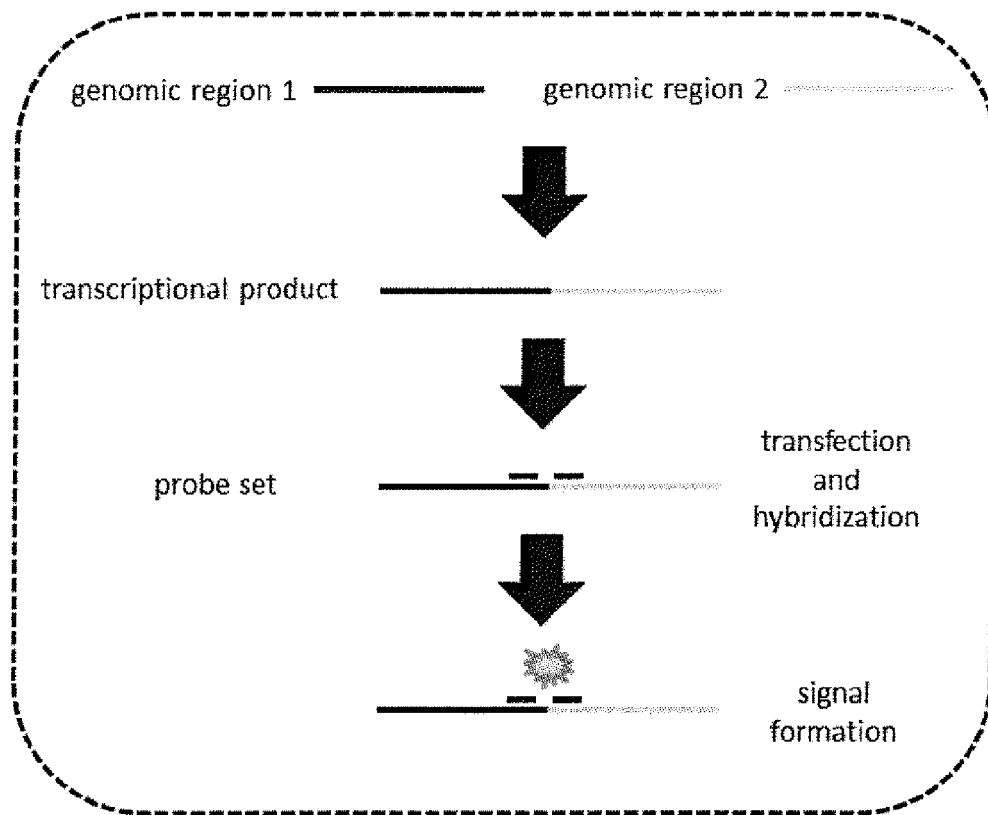 genomic region 1 genomic region 2
transcriptional product
probe set
transfection
and
hybridization
signal
formation